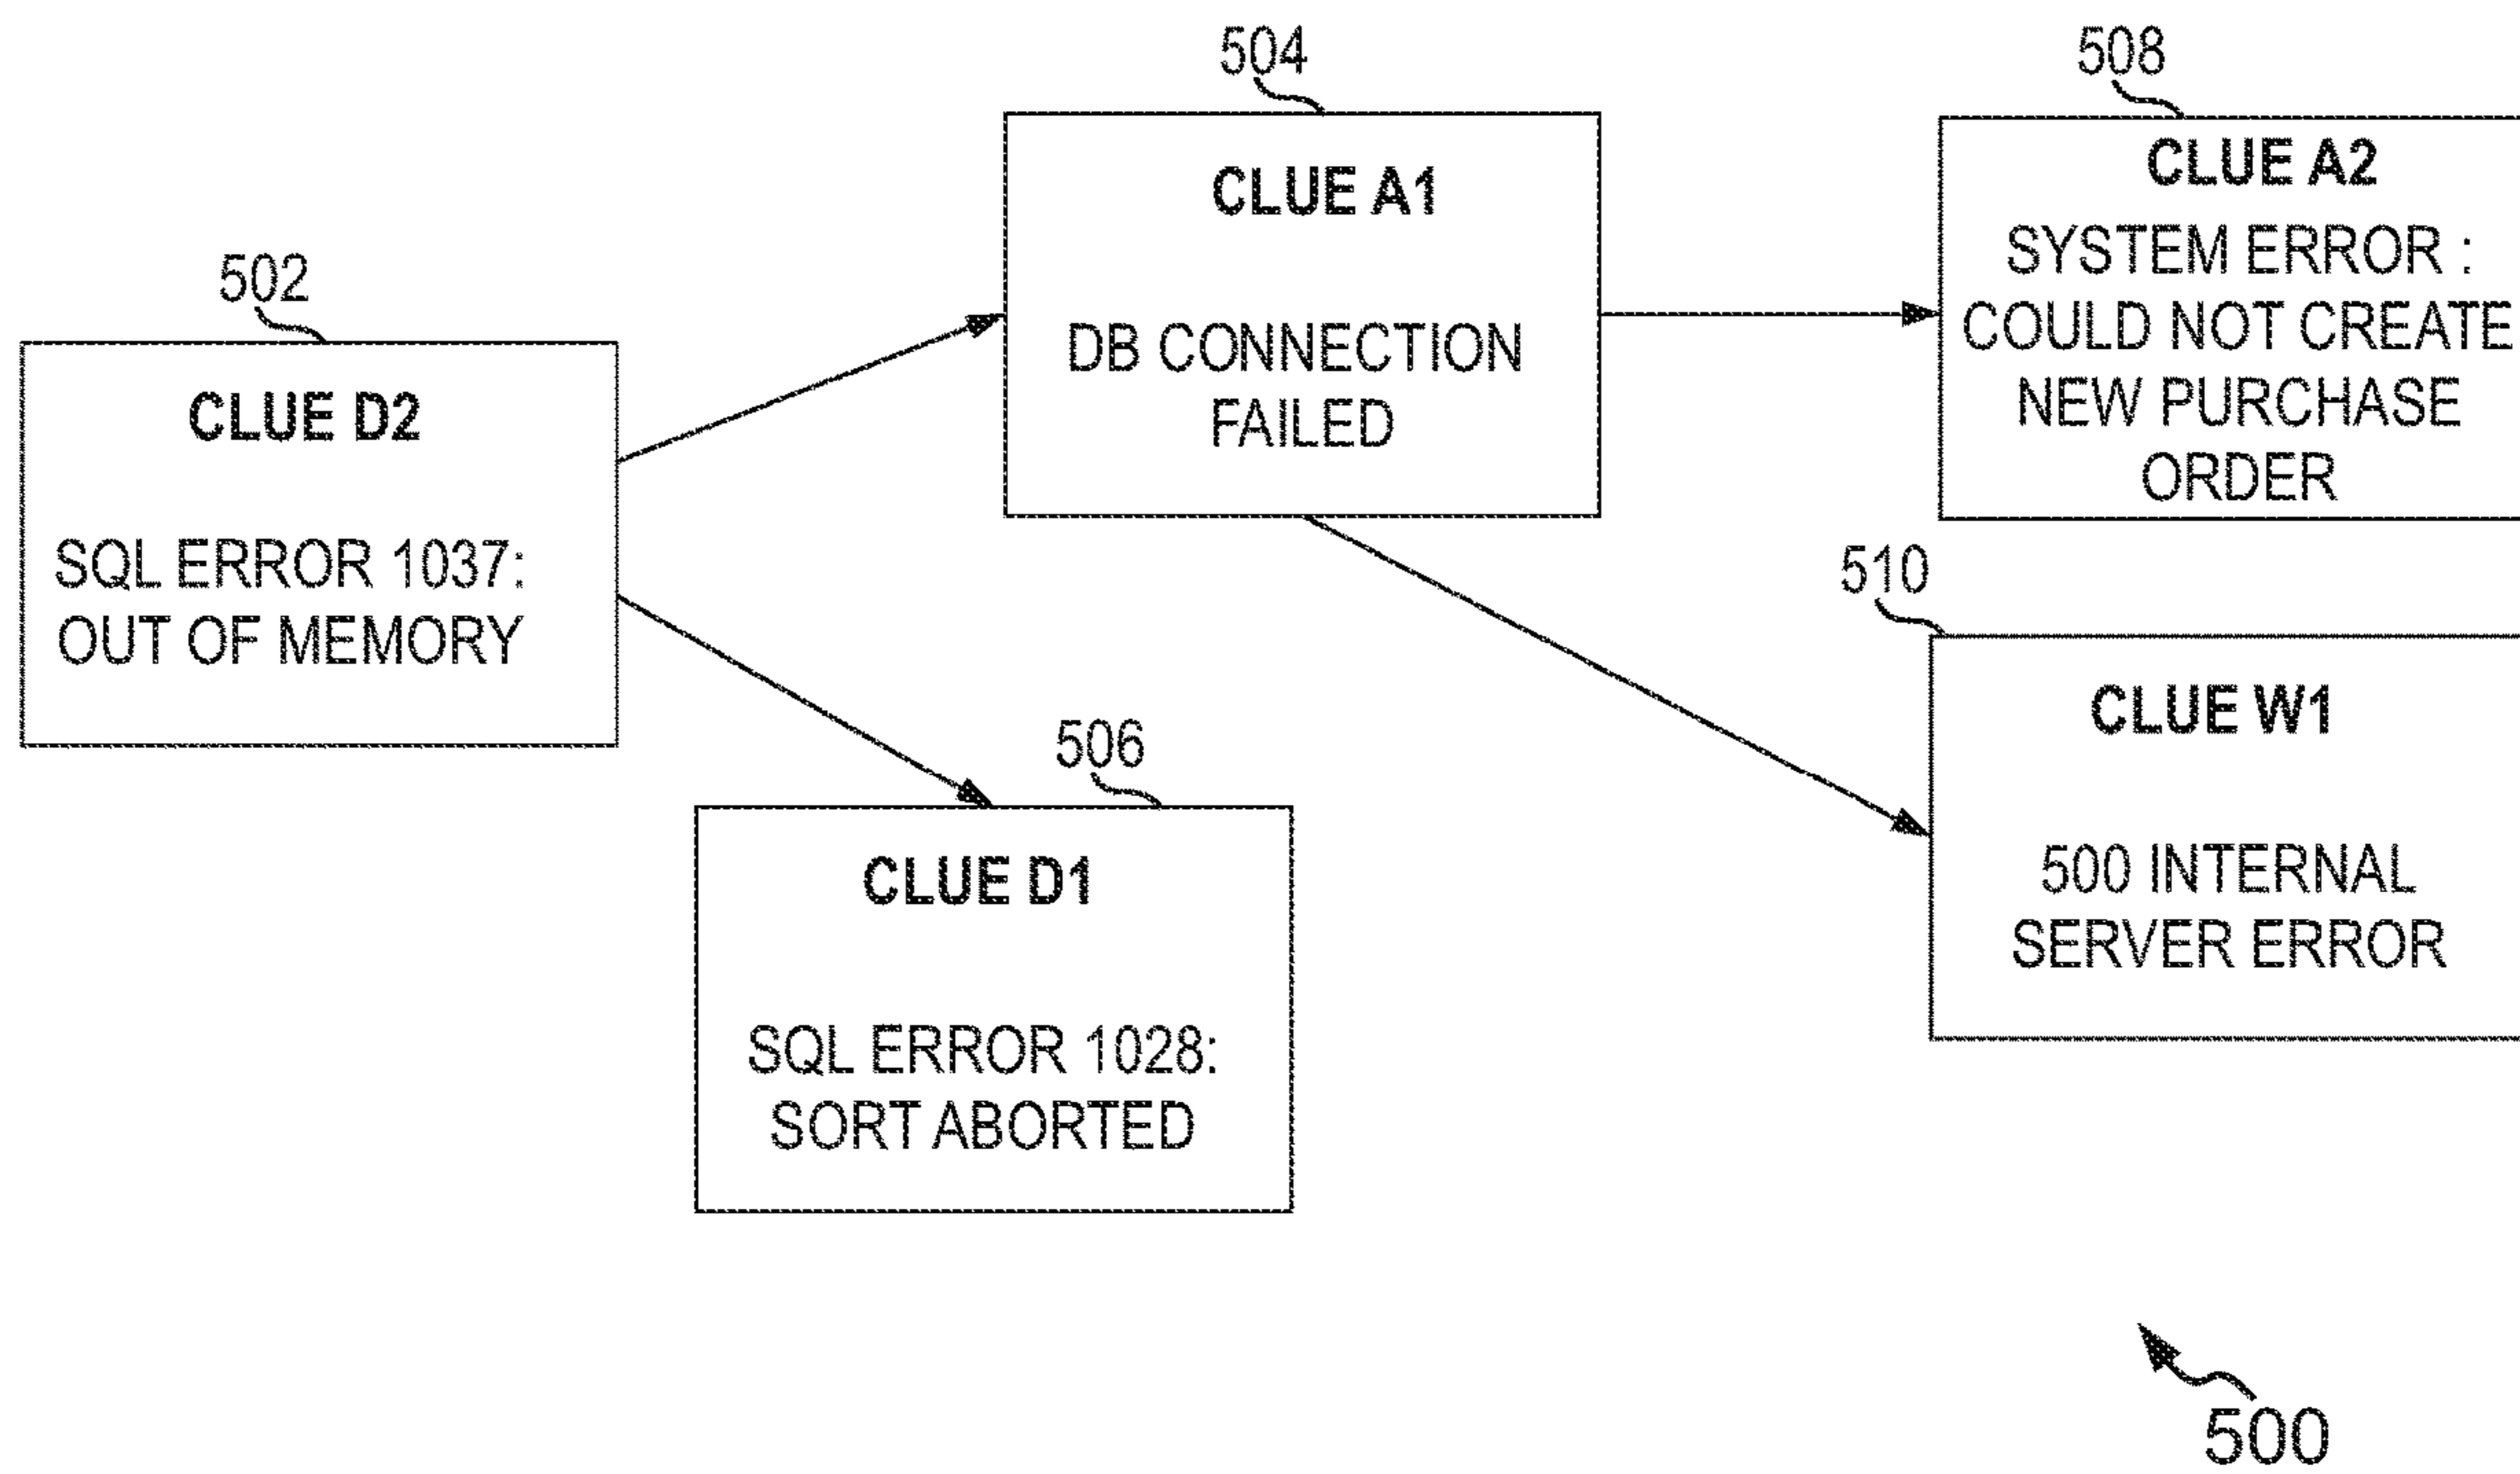 504
CLUE A1
DB CONNECTION
FAILED
508
CLUE A2
SYSTEM ERROR :
COULD NOT CREATE
NEW PURCHASE
ORDER
502
CLUE D2
SQL ERROR 1037:
OUT OF MEMORY
510
CLUE W1
500 INTERNAL
SERVER ERROR
506
CLUE D1
SQL ERROR 1028:
SORT ABORTED
500